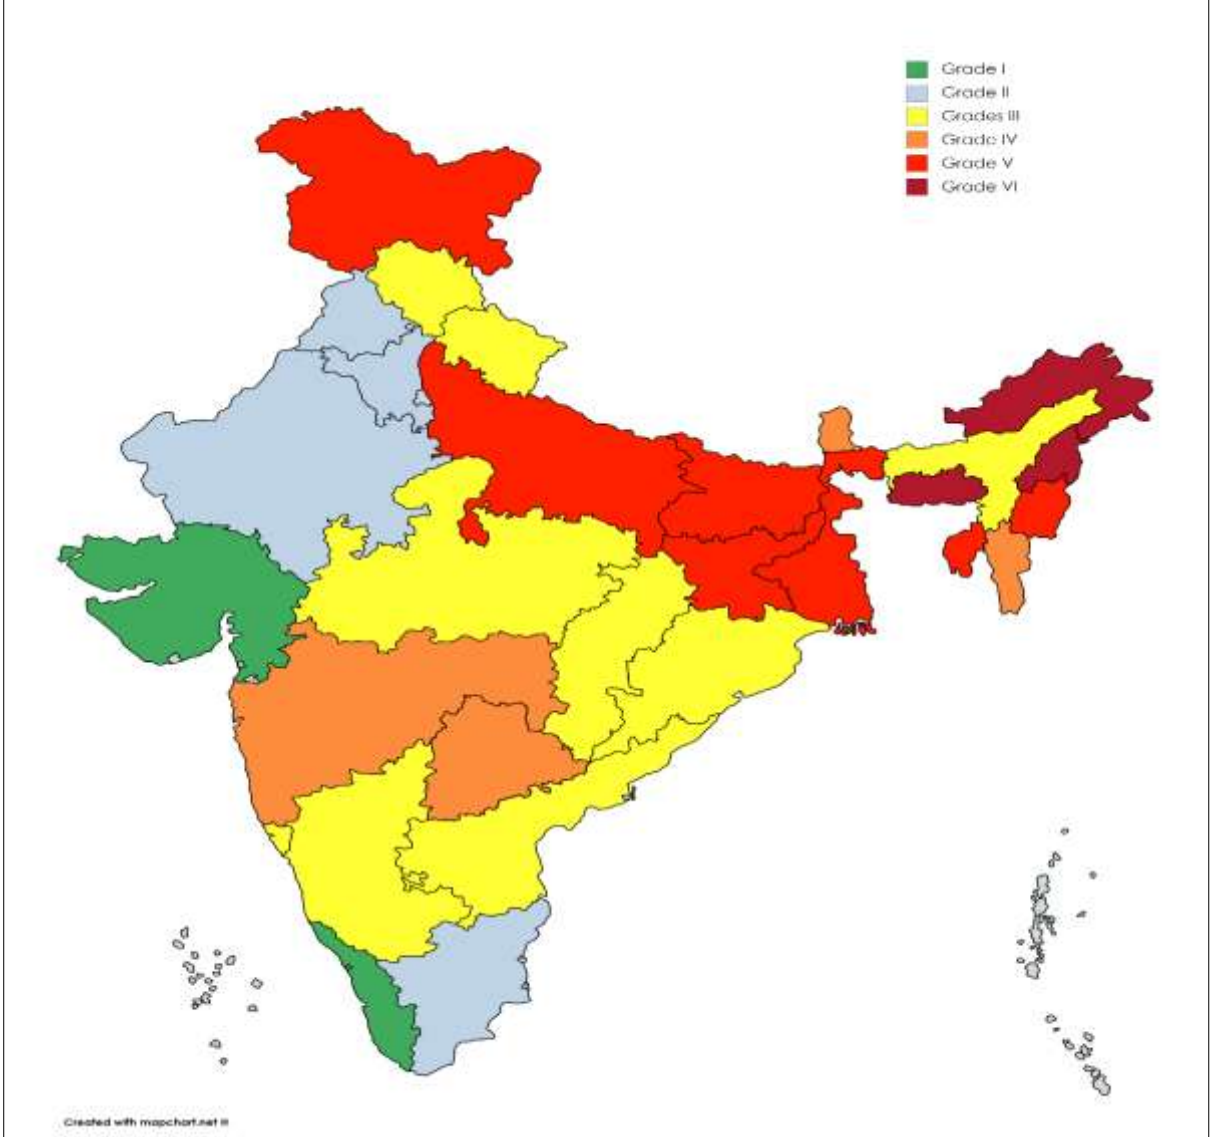 Grade I
Grade II
Grades III
Grade IV
Grade V
Grade VI
Created with mapchart.net